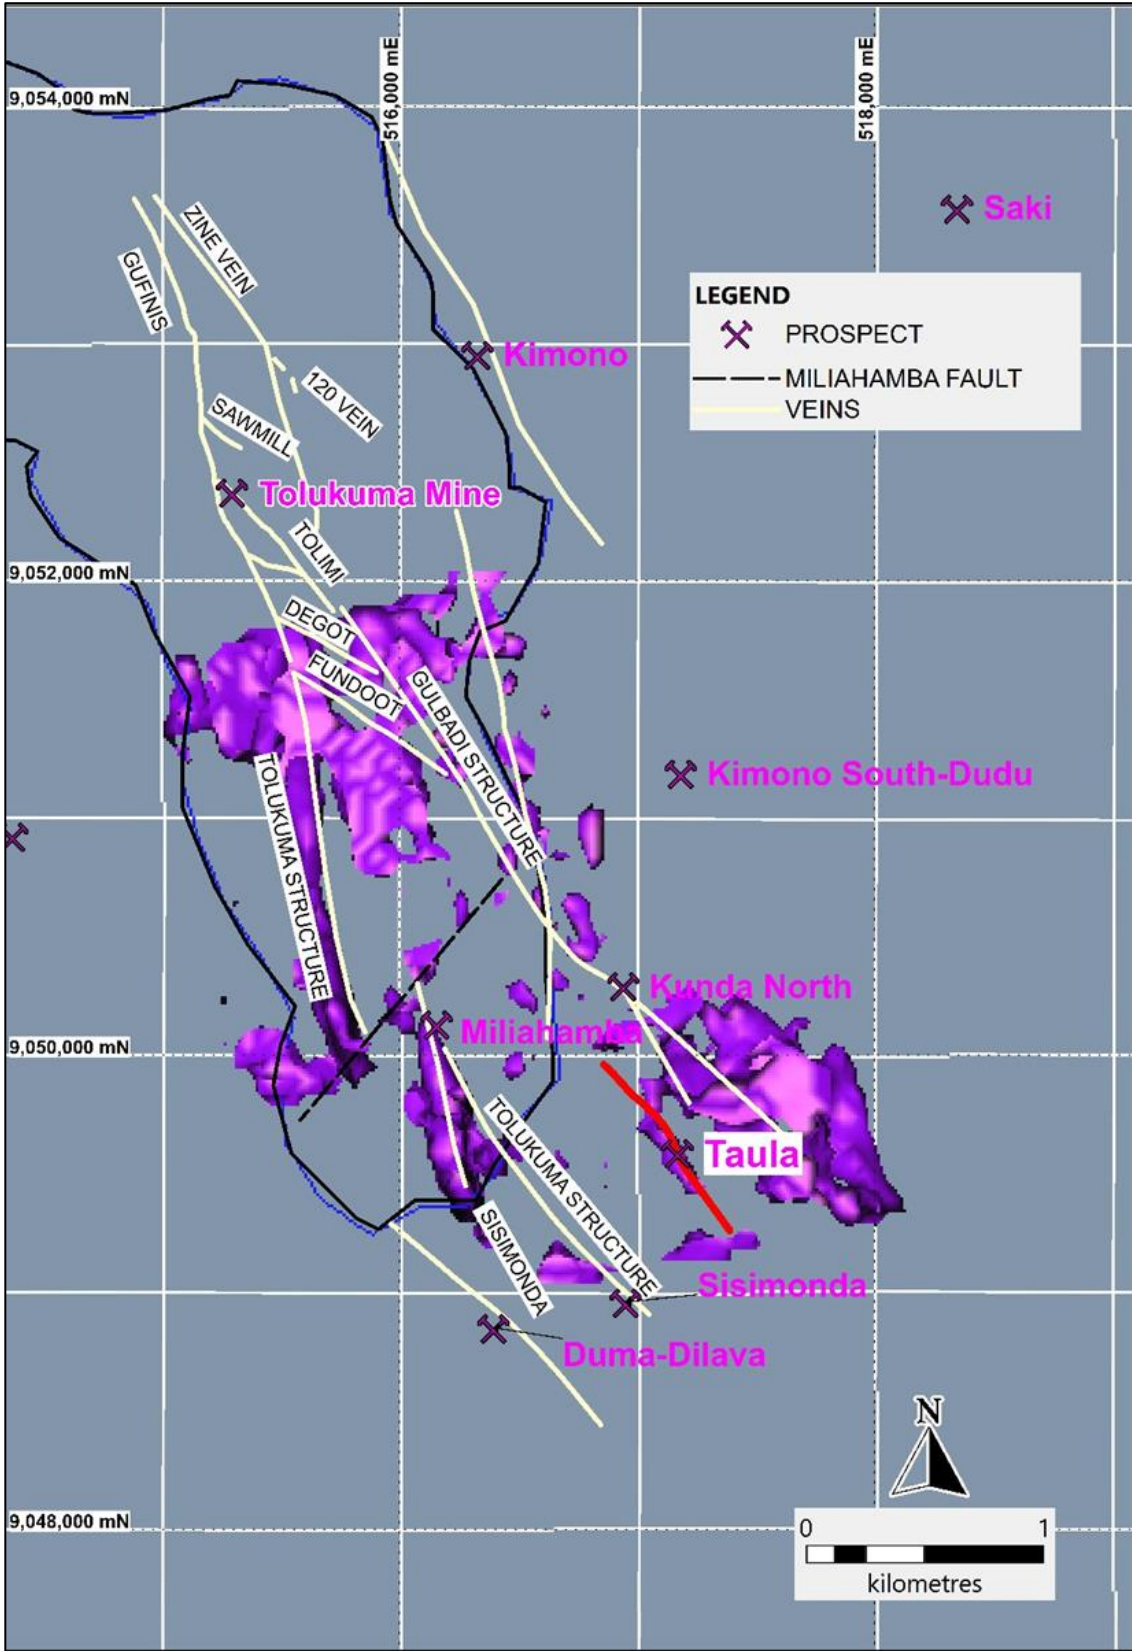 516,000 mE
518,000 mE
9,054,000 mN
Saki
ZINE VEIN
GUFINIS
LEGEND
PROSPECT
MILIAHAMBA FAULT
VEINS
Kimono
120 VEIN
SAWMILL
Tolukuma Mine
TOLIMI
9,052,000 mN
DEGOT
FUNDOOT
GULBADI STRUCTURE
Kimono South-Dudu
TOLUKUMA STRUCTURE
Kunda North
Miliahamba
9,050,000 mN
TOLUKUMA STRUCTURE
Taula
SISIMONDA
Sisimonda
Duma-Dilava
N
9,048,000 mN
0 1
kilometres